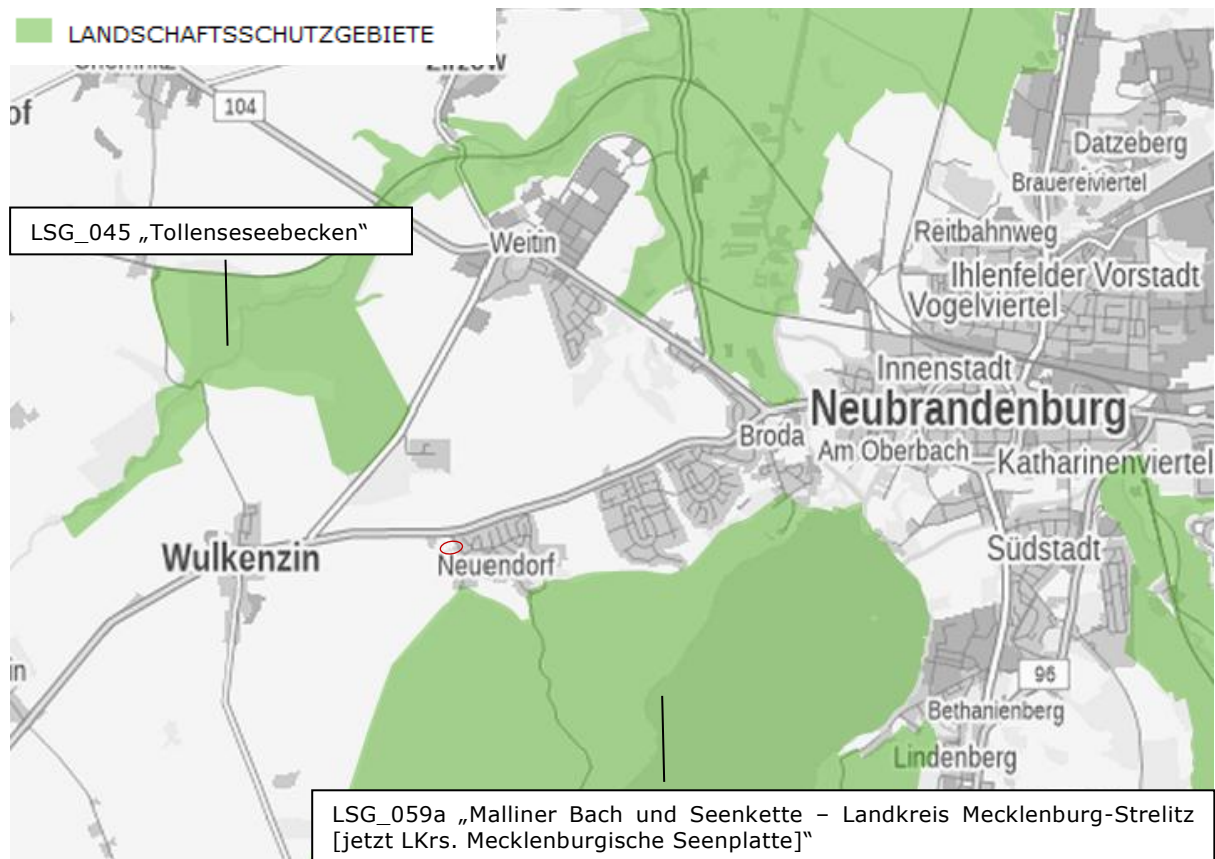 LANDSCHAFTSSCHUTZGEBIETE
104
Datzeberg
Brauereiviertel
LSG_045 „Tollenseseebecken“
Weitin
Reitbahnweg
Ihlenfelder Vorstadt
Vogelviertel
Innenstadt
Neubrandenburg
Broda
Am Oberbach
Katharinenviertel
Wulkenzin
Neuendorf
Südstadt
96
Bethanienberg
Lindenberg
LSG_059a „Malliner Bach und Seenkette – Landkreis Mecklenburg-Strelitz
[jetzt LKrs. Mecklenburgische Seenplatte]“